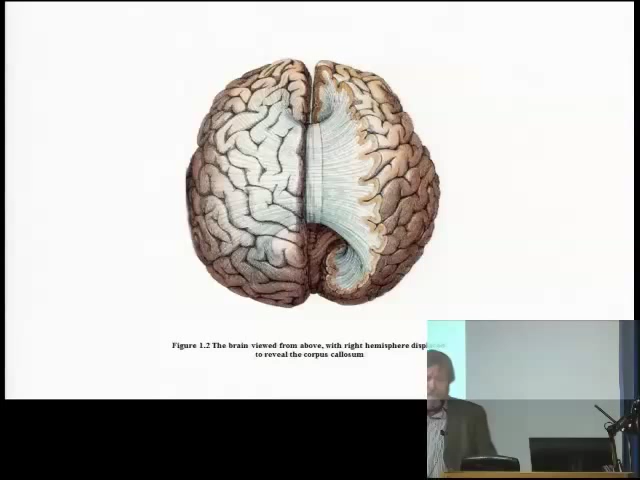 Figure 1.2 The brain viewed from above, with right hemisphere
to reveal the corpus callosum